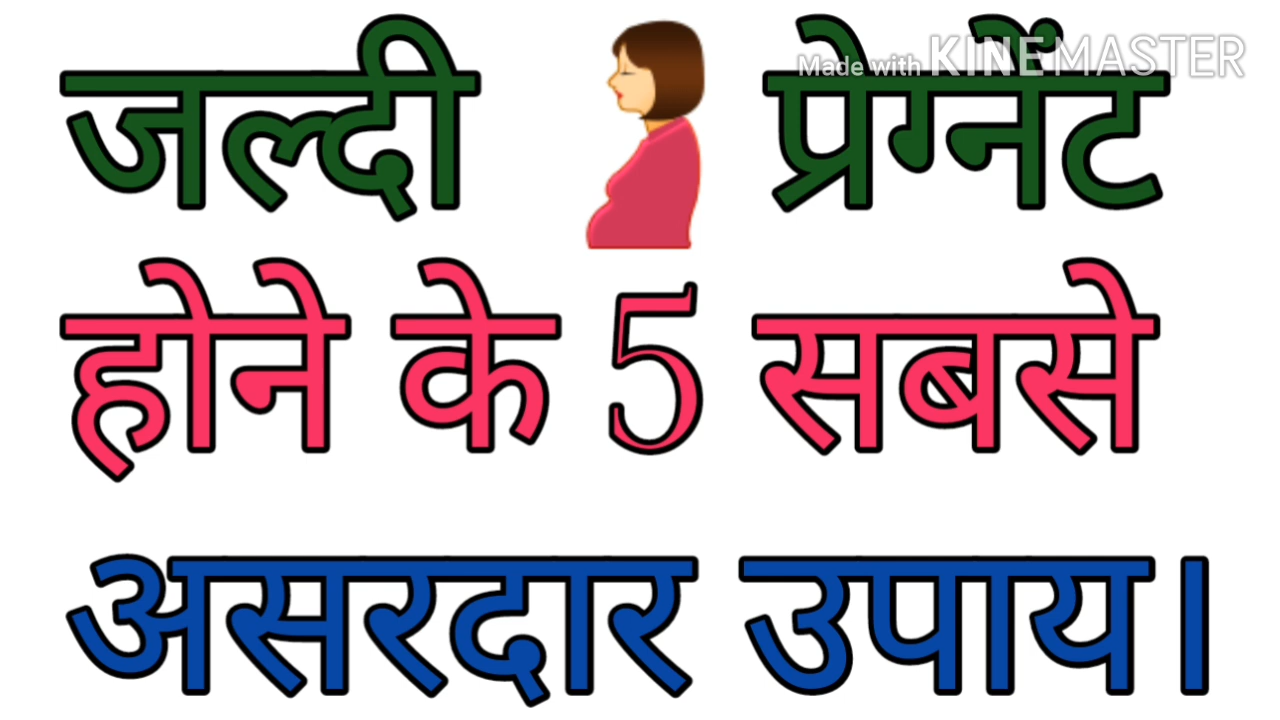 जल्दी प्रेग्नेंट
Made with KINEMASTER
होने के 5 सबसे
असरदार उपाय।